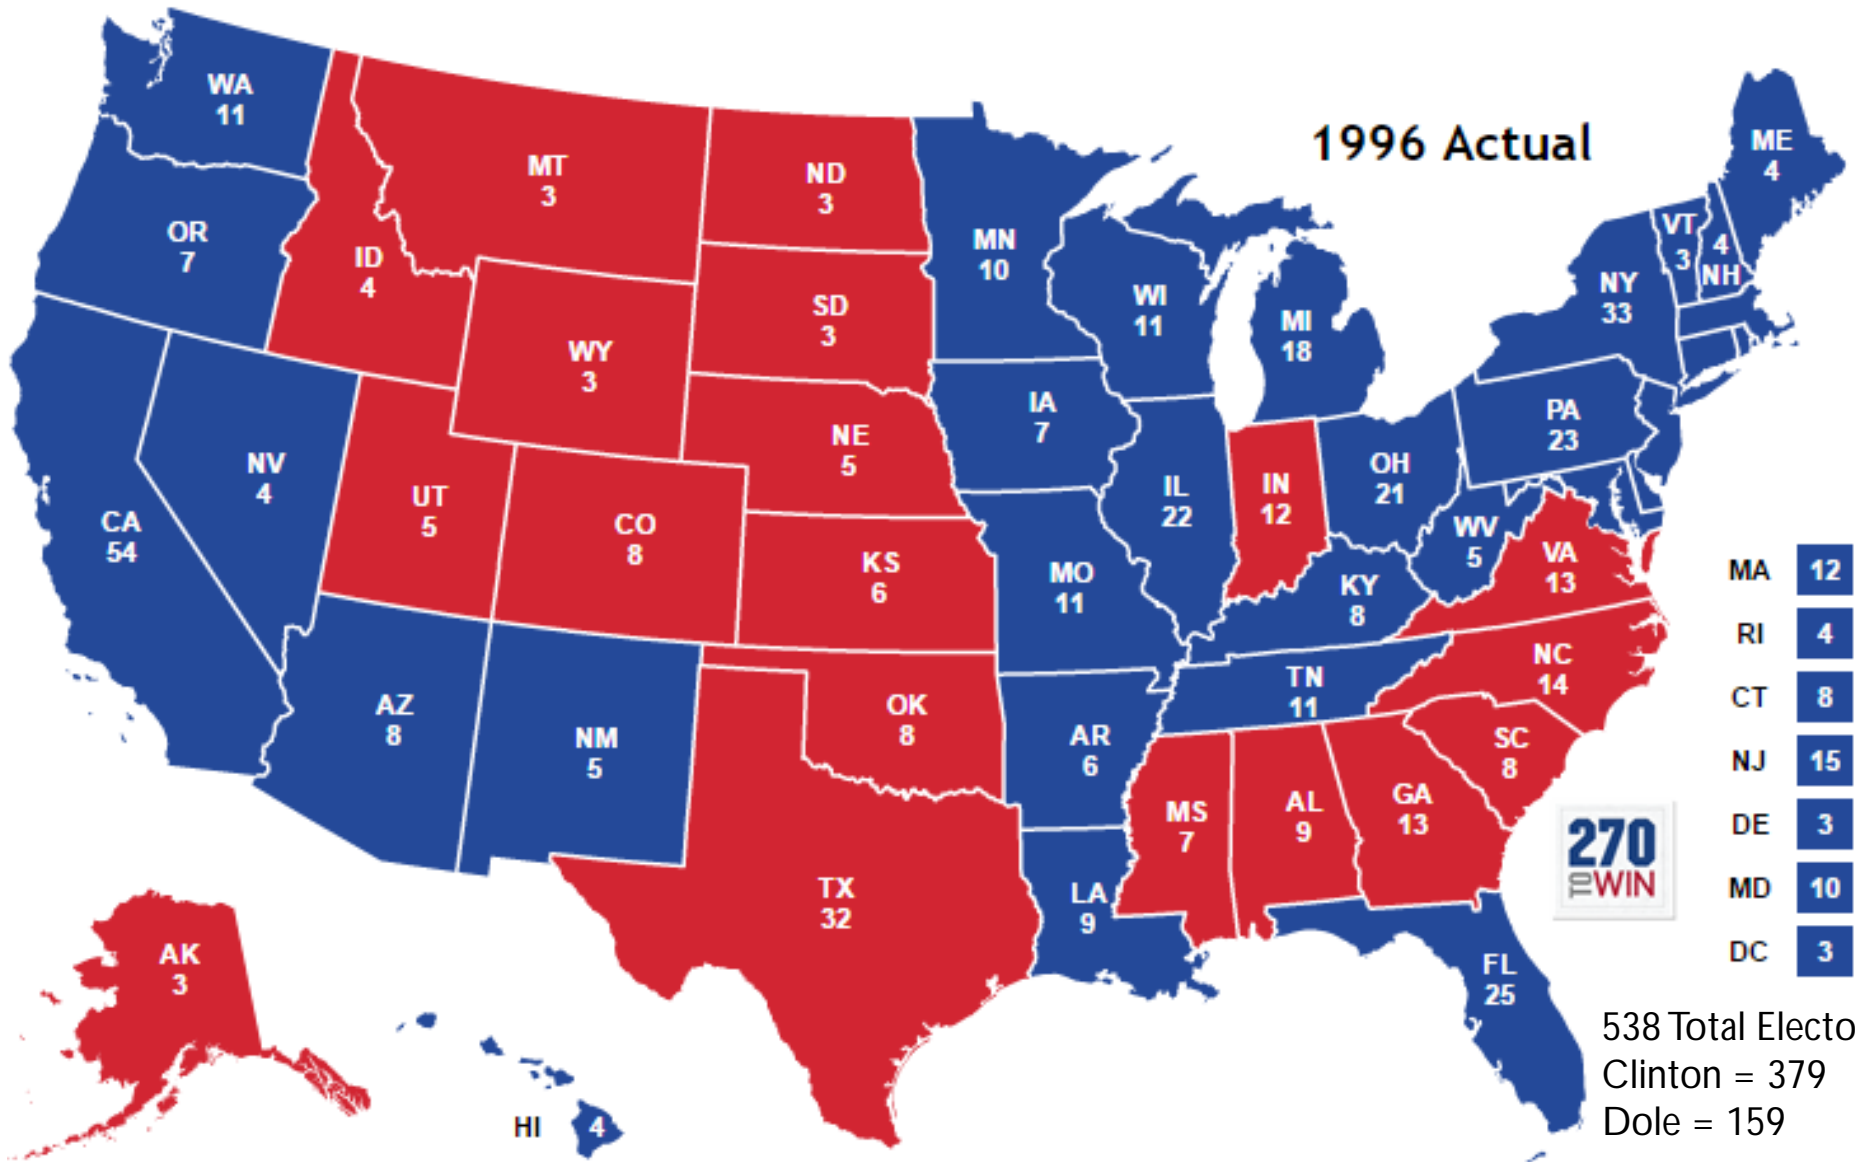 1996 Actual
WA
11
OR
7
CA
54
NV
4
ID
4
MT
3
WY
3
UT
5
CO
8
AZ
8
NM
5
ND
3
SD
3
NE
5
KS
6
OK
8
TX
32
MN
10
IA
7
MO
11
AR
6
LA
9
WI
11
IL
22
MI
18
IN
12
OH
21
KY
8
TN
11
MS
7
AL
9
GA
13
FL
25
SC
8
NC
14
VA
13
WV
5
PA
23
NY
33
VT
3
4
NH
ME
4
AK
3
HI 4
MA 12
RI 4
CT 8
NJ 15
DE 3
MD 10
DC 3
270
TO WIN
538 Total Electo
Clinton = 379
Dole = 159